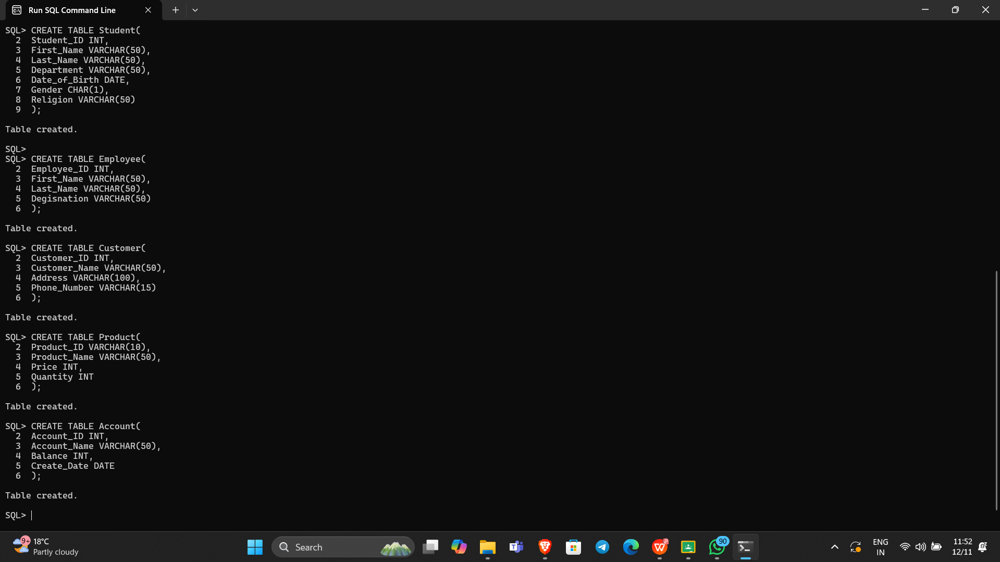 Run SQL Command Line
SQL> CREATE TABLE Student(
  2  Student_ID INT,
  3  First_Name VARCHAR(50),
  4  Last_Name VARCHAR(50),
  5  Department VARCHAR(50),
  6  Date_of_Birth DATE,
  7  Gender CHAR(1),
  8  Religion VARCHAR(50)
  9  );
Table created.
SQL>
SQL> CREATE TABLE Employee(
  2  Employee_ID INT,
  3  First_Name VARCHAR(50),
  4  Last_Name VARCHAR(50),
  5  Degisnation VARCHAR(50)
  6  );
Table created.
SQL> CREATE TABLE Customer(
  2  Customer_ID INT,
  3  Customer_Name VARCHAR(50),
  4  Address VARCHAR(100),
  5  Phone_Number VARCHAR(15)
  6  );
Table created.
SQL> CREATE TABLE Product(
  2  Product_ID VARCHAR(10),
  3  Product_Name VARCHAR(50),
  4  Price INT,
  5  Quantity INT
  6  );
Table created.
SQL> CREATE TABLE Account(
  2  Account_ID INT,
  3  Account_Name VARCHAR(50),
  4  Balance INT,
  5  Create_Date DATE
  6  );
Table created.
SQL>
9+ 18°C
Partly cloudy
Search
90
ENG
IN
11:52
12/11